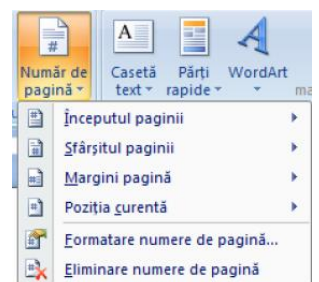 Număr de pagină
Casetă text
Părți rapide
WordArt
Începutul paginii
Sfârșitul paginii
Margini pagină
Poziția curentă
Formatare numere de pagină...
Eliminare numere de pagină